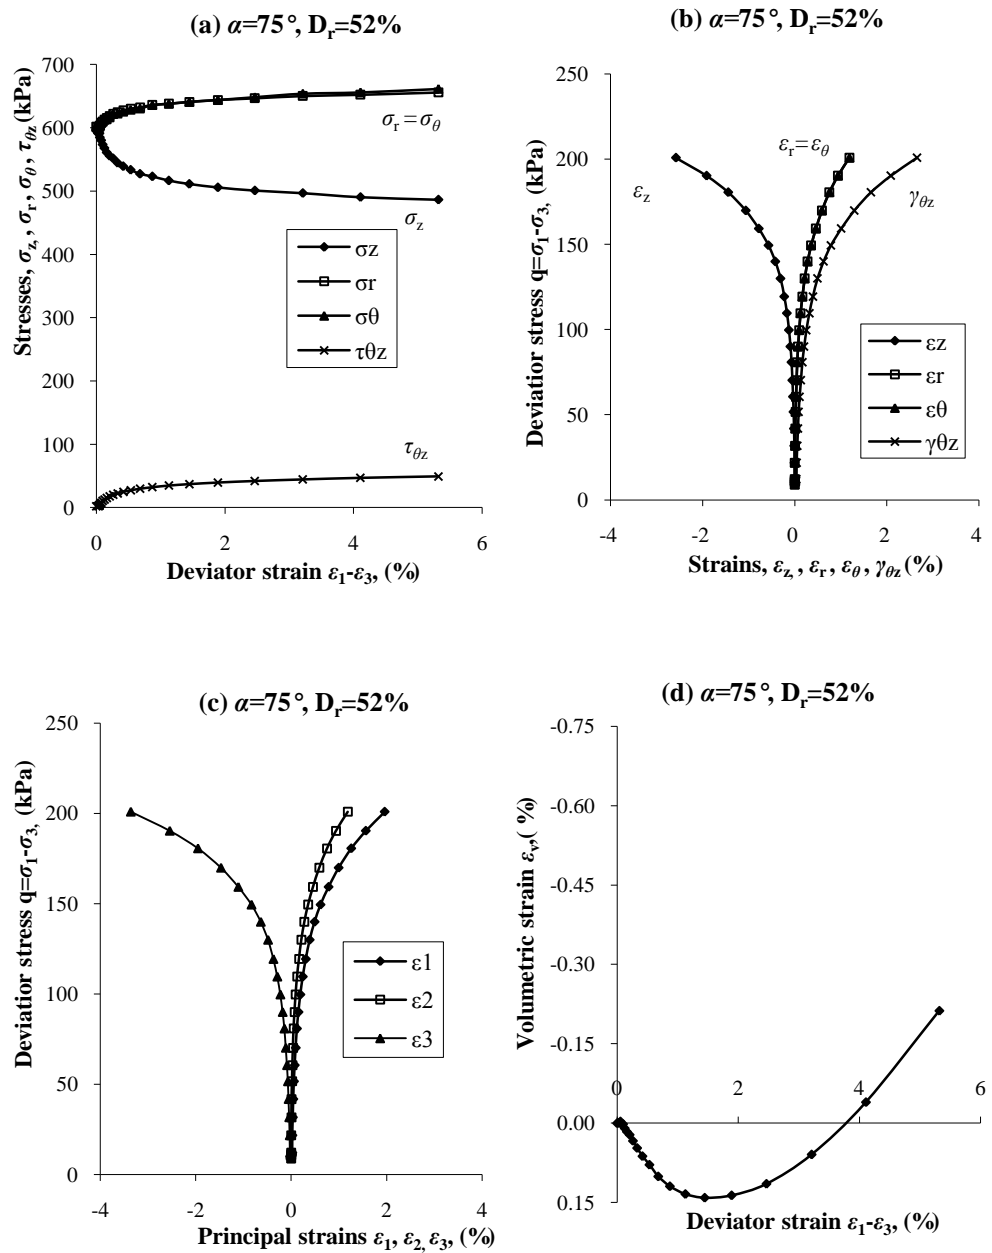 (a) α=75°, Dr=52%
Stresses, σz, , σr, σθ, τθz(kPa)
700
600
500
400
300
200
100
0
σr = σθ
σz
σz
σr
σθ
τθz
τθz
0
2
4
6
Deviator strain ε1-ε3, (%)
(b) α=75°, Dr=52%
Deviatior stress q=σ1-σ3, (kPa)
250
200
150
100
50
0
εr= εθ
εz
γθz
εz
εr
εθ
γθz
-4
-2
0
2
4
Strains, εz, , εr , εθ , γθz (%)
(c) α=75°, Dr=52%
Deviatior stress q=σ1-σ3, (kPa)
250
200
150
100
50
0
ε1
ε2
ε3
-4
-2
0
2
4
Principal strains ε1, ε2, ε3, (%)
(d) α=75°, Dr=52%
Volumetric strain εv,( %)
-0.75
-0.60
-0.45
-0.30
-0.15
0.00
0.15
0
2
4
6
Deviator strain ε1-ε3, (%)